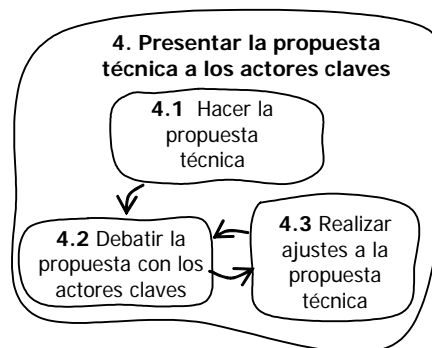 4. Presentar la propuesta
técnica a los actores claves
4.1 Hacer la
propuesta
técnica
4.2 Debatir la
propuesta con los
actores claves
4.3 Realizar
ajustes a la
propuesta
técnica